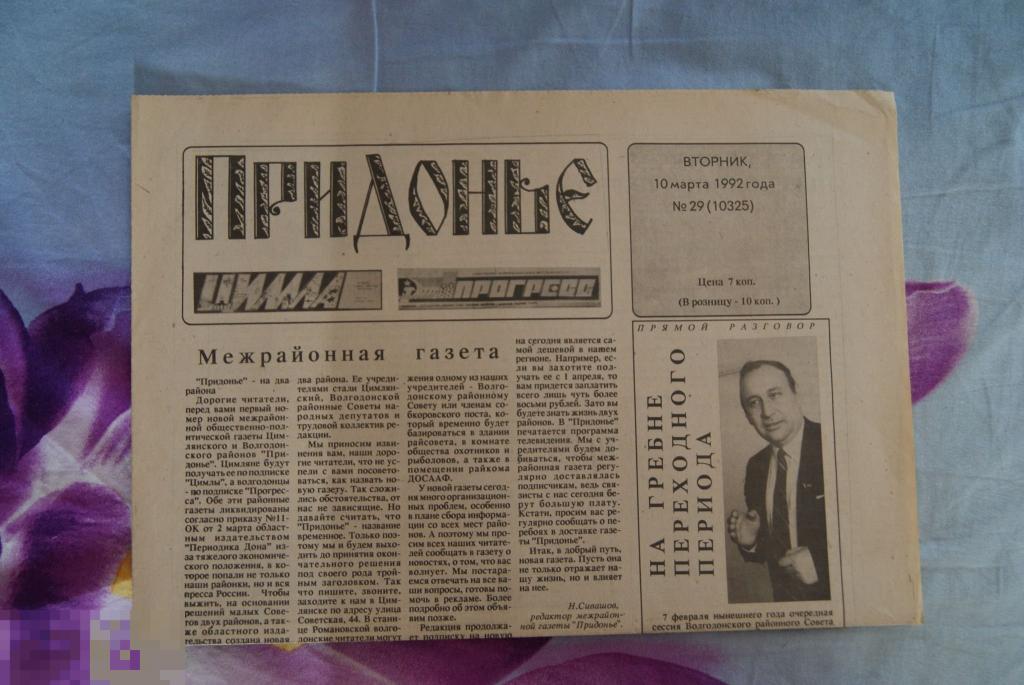 ПРИДОНЬЕ
ЦИМЛА
ПРОГРЕСС
ВТОРНИК,
10 марта 1992 года
№ 29 (10325)
Цена 7 коп.
(В розницу - 10 коп.)
Межрайонная газета
"Придонье" - на два
района
Дорогие читатели,
перед вами первый но-
мер новой межрайон-
ной общественно-по-
литической газеты Цим-
лянского и Волгодон-
ского районов "При-
донье". Цимляне будут
получать ее по подписке
"Цимлы", а волгодонцы
- по подписке "Прогрес-
са". Обе эти районные
газеты ликвидированы
согласно приказу №11-
ОК от 2 марта област-
ным издательством
"Периодика Дона" из-
за тяжелого экономиче-
ского положения, в ко-
торое попали не только
наши районки, но и вся
пресса России. Чтобы
выжить, на основании
решений малых Сове-
тов двух районов, а так-
же областного изда-
тельства создана новая
два района. Ее учреди-
телями стали Цимлян-
ский, Волгодонской
районные Советы на-
родных депутатов и
трудовой коллектив ре-
дакции.
Мы приносим изви-
нения вам, наши доро-
гие читатели, что не ус-
пели с вами посовето-
ваться, как назвать но-
вую газету. Так сложи-
лись обстоятельства, от
нас не зависящие. Но
давайте считать, что
"Придонье" - название
временное. Только поэ-
тому мы и будем выхо-
дить до принятия окон-
чательного решения
под своего рода трой-
ным заголовком. Так
что пишите, звоните,
заходите к нам в Цим-
лянске по адресу улица
Советская, 44. В стани-
це Романовской волго-
донские читатели могут
жения одному из наших
учредителей - Волго-
донскому районному
Совету или членам со-
бкоровского поста, ко-
торый временно будет
базироваться в здании
райсовета, в комнате
общества охотников и
рыболовов, а также в
помещении райкома
ДОСААФ.
У новой газеты сегод-
ня много организацион-
ных проблем, особенно
в плане сбора информа-
ции со всех мест райо-
нов. А поэтому мы про-
сим всех наших читате-
лей сообщать в газету о
новостях, о том, что вас
волнует. Мы постара-
емся отвечать на все ва-
ши вопросы, готовы по-
мочь в рекламе. Более
подробно об этом объя-
вим позже.
Редакция продолжа-
ет подписку на новую
на сегодня является са-
мой дешевой в нашем
регионе. Например, ес-
ли вы захотите полу-
чать ее с 1 апреля, то
вам придется заплатить
всего лишь чуть более
восьми рублей. Зато вы
будете знать жизнь двух
районов. В "Придонье"
печатается программа
телевидения. Мы с уч-
редителями будем до-
биваться, чтобы меж-
районная газета регу-
лярно доставлялась
подписчикам, ведь свя-
зисты с нас сегодня бе-
рут большую плату.
Кстати, просим вас ре-
гулярно сообщать о пе-
ребоях в доставке газе-
ты "Придонье".
Итак, в добрый путь,
новая газета. Пусть она
не только отражает на-
шу жизнь, но и влияет
на нее.
Н.Сивашов,
редактор межрайон-
ной газеты "Придонье".
ПРЯМОЙ РАЗГОВОР
НА ГРЕБНЕ
ПЕРЕХОДНОГО
ПЕРИОДА
7 февраля нынешнего года очередная
сессия Волгодонского районного Совета